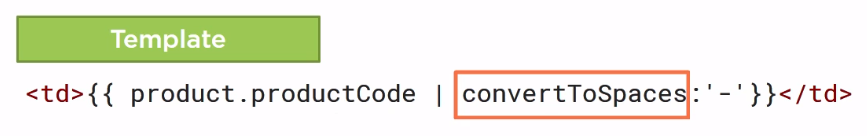 Template
<td>{{ product.productCode | convertToSpaces:'-'}}</td>